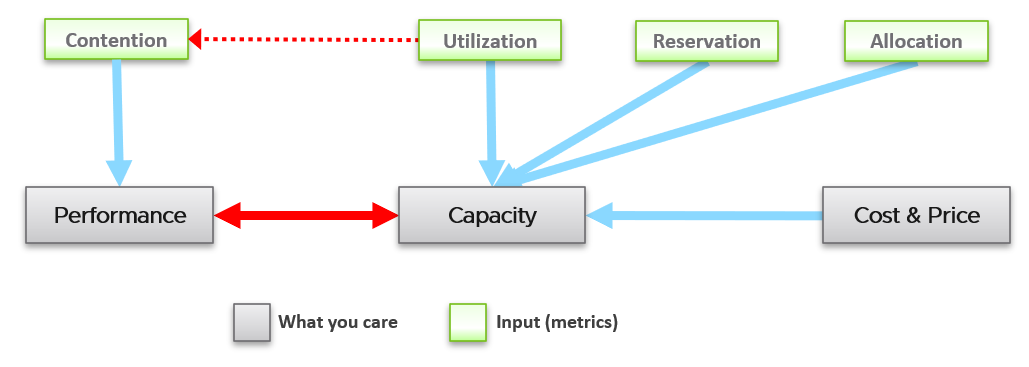 Contention
Utilization
Reservation
Allocation
Performance
Capacity
Cost & Price
What you care
Input (metrics)